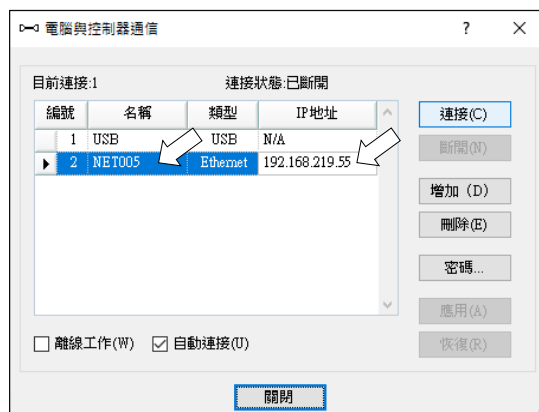 電腦與控制器通信
目前連接:1 連接狀態:已斷開
編號 名稱 類型 IP地址
1 USB USB N/A
2 NET005 Ethernet 192.168.219.55
連接(C)
斷開(N)
增加 (D)
刪除(E)
密碼...
應用(A)
恢復(R)
離線工作(W) 自動連接(U)
關閉